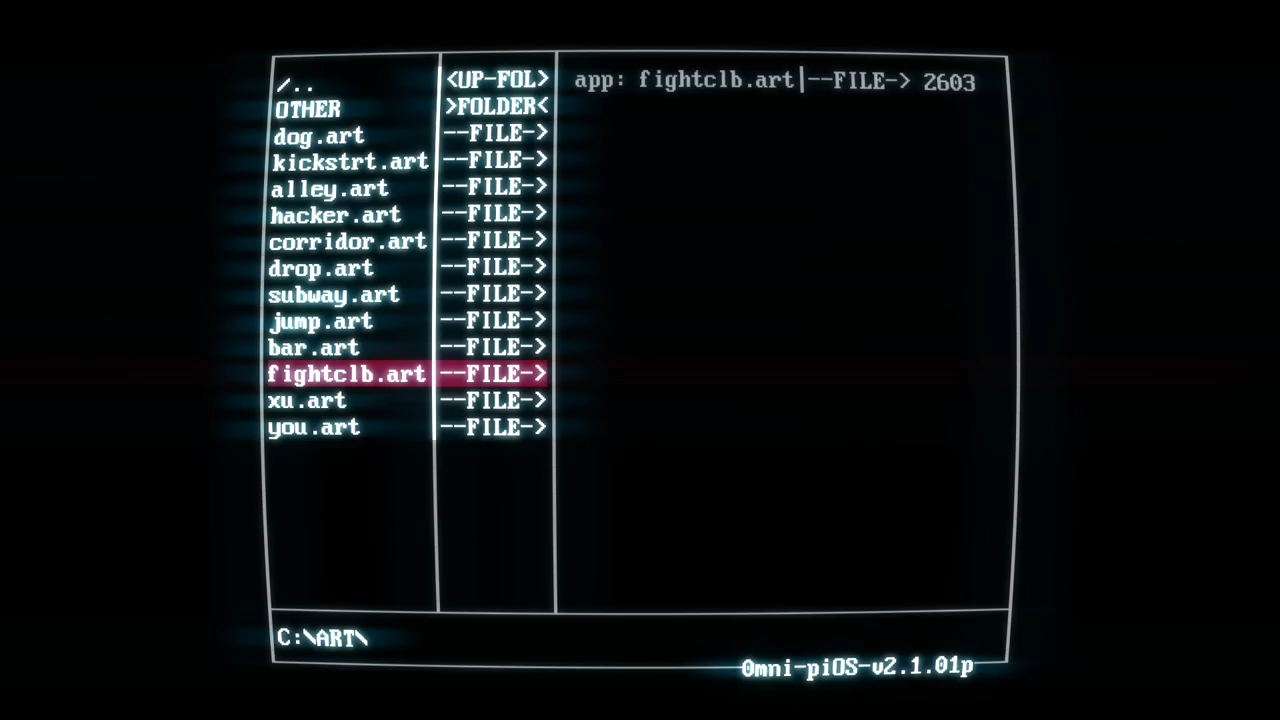 /.. <UP-FOL> app: fightclb.art|--FILE-> 2603
OTHER >FOLDER<
dog.art --FILE->
kickstrt.art --FILE->
alley.art --FILE->
hacker.art --FILE->
corridor.art --FILE->
drop.art --FILE->
subway.art --FILE->
jump.art --FILE->
bar.art --FILE->
fightclb.art --FILE->
xu.art --FILE->
you.art --FILE->
C:\ART\
0mni-piOS-v2.1.01p